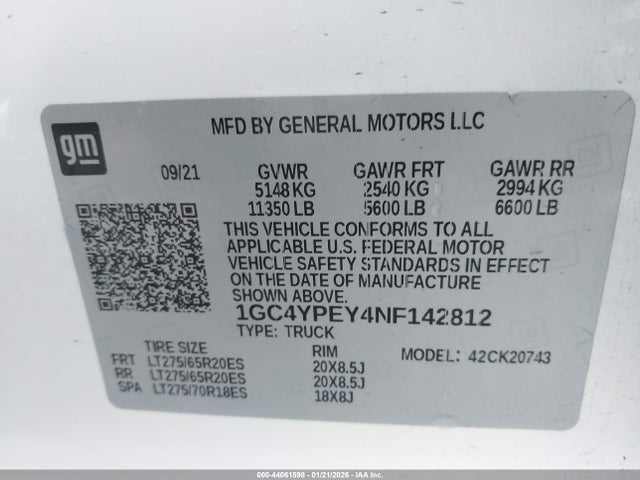 gm
MFD BY GENERAL MOTORS LLC
09/21 GVWR GAWR FRT GAWR RR
5148 KG 2540 KG 2994 KG
11350 LB 5600 LB 6600 LB
THIS VEHICLE CONFORMS TO ALL
APPLICABLE U.S. FEDERAL MOTOR
VEHICLE SAFETY STANDARDS IN EFFECT
ON THE DATE OF MANUFACTURE
SHOWN ABOVE.
1GC4YPEY4NF142812
TYPE: TRUCK
TIRE SIZE RIM MODEL: 42CK20743
FRT LT275/65R20ES 20X8.5J
RR LT275/65R20ES 20X8.5J
SPA LT275/70R18ES 18X8J
000-44061598 - 01/21/2026 - IAAI.COM